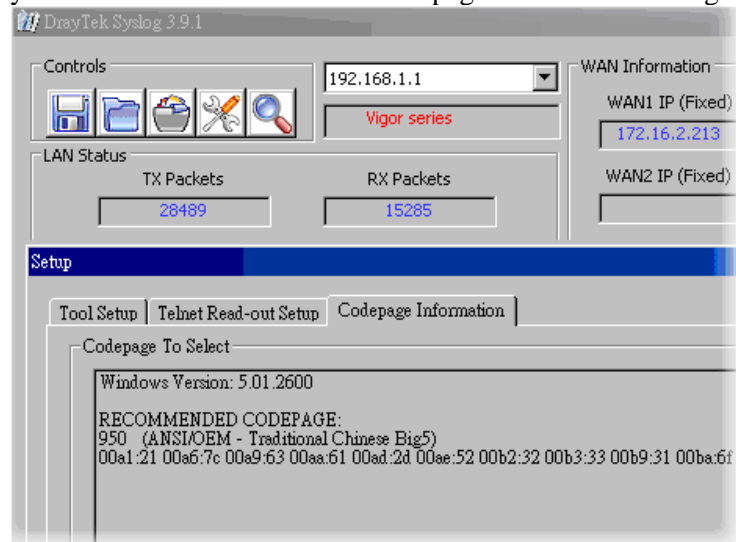 DrayTek Syslog 3.9.1
Controls
192.168.1.1
Vigor series
WAN Information
WAN1 IP (Fixed)
172.16.2.213
WAN2 IP (Fixed)
LAN Status
TX Packets
RX Packets
28489
15285
Setup
Tool Setup
Telnet Read-out Setup
Codepage Information
Codepage To Select
Windows Version: 5.01.2600
RECOMMENDED CODEPAGE:
950 (ANSI/OEM - Traditional Chinese Big5)
00a1:21 00a6:7c 00a9:63 00aa:61 00ad:2d 00ae:52 00b2:32 00b3:33 00b9:31 00ba:6f